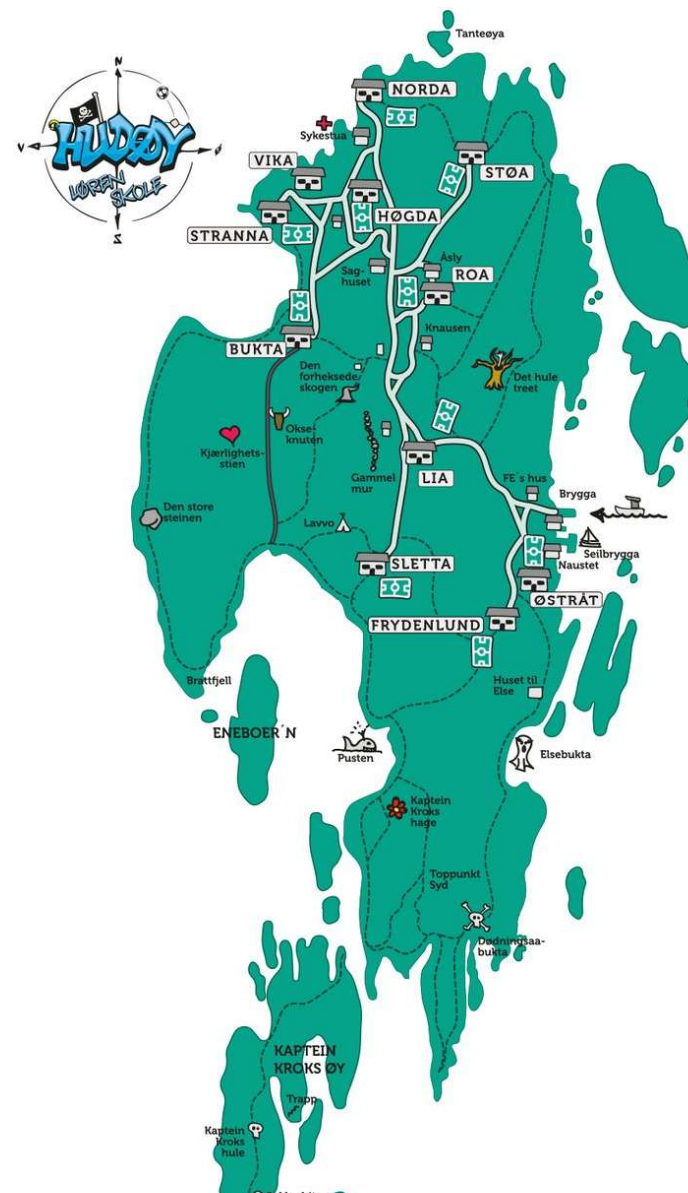 Tanteøya
N
V
Ø
S
HUDØY
LØREN
SKOLE
NORDA
Sykestua
VIKA
STØA
HØGDA
STRANNA
Åsly
Sag-
huset
ROA
Knausen
BUKTA
Den
forheksede
skogen
Det hule
treet
Okse-
knuten
Kjærlighets-
stien
Gammel
mur
LIA
FE´s hus
Brygga
Den store
steinen
Lavvo
Seilbrygga
Naustet
SLETTA
ØSTRÅT
FRYDENLUND
Brattfjell
Huset til
Else
ENEBOER´N
Pusten
Elsebukta
Kaptein
Kroks
hage
Toppunkt
Syd
Dødningsaa-
bukta
KAPTEIN
KROKS ØY
Trapp
Kaptein
Kroks
hule